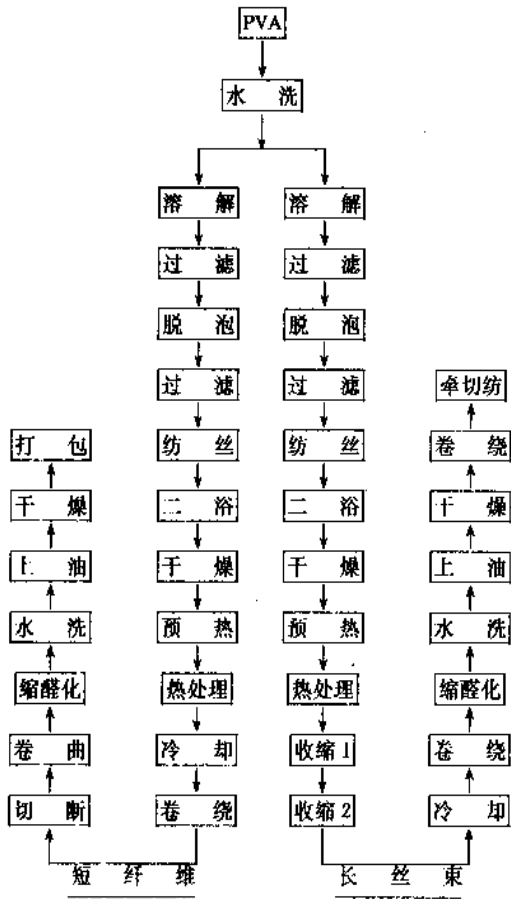 PVA
水洗
溶解 溶解
过滤 过滤
脱泡 脱泡
过滤 过滤 牵切纺
打包 纺丝 纺丝 卷绕
干燥 二浴 二浴 干燥
上油 干燥 干燥 上油
水洗 预热 预热 水洗
缩醛化 热处理 热处理 缩醛化
卷曲 冷却 收缩1 卷绕
切断 卷绕 收缩2 冷却
短纤维 长丝束